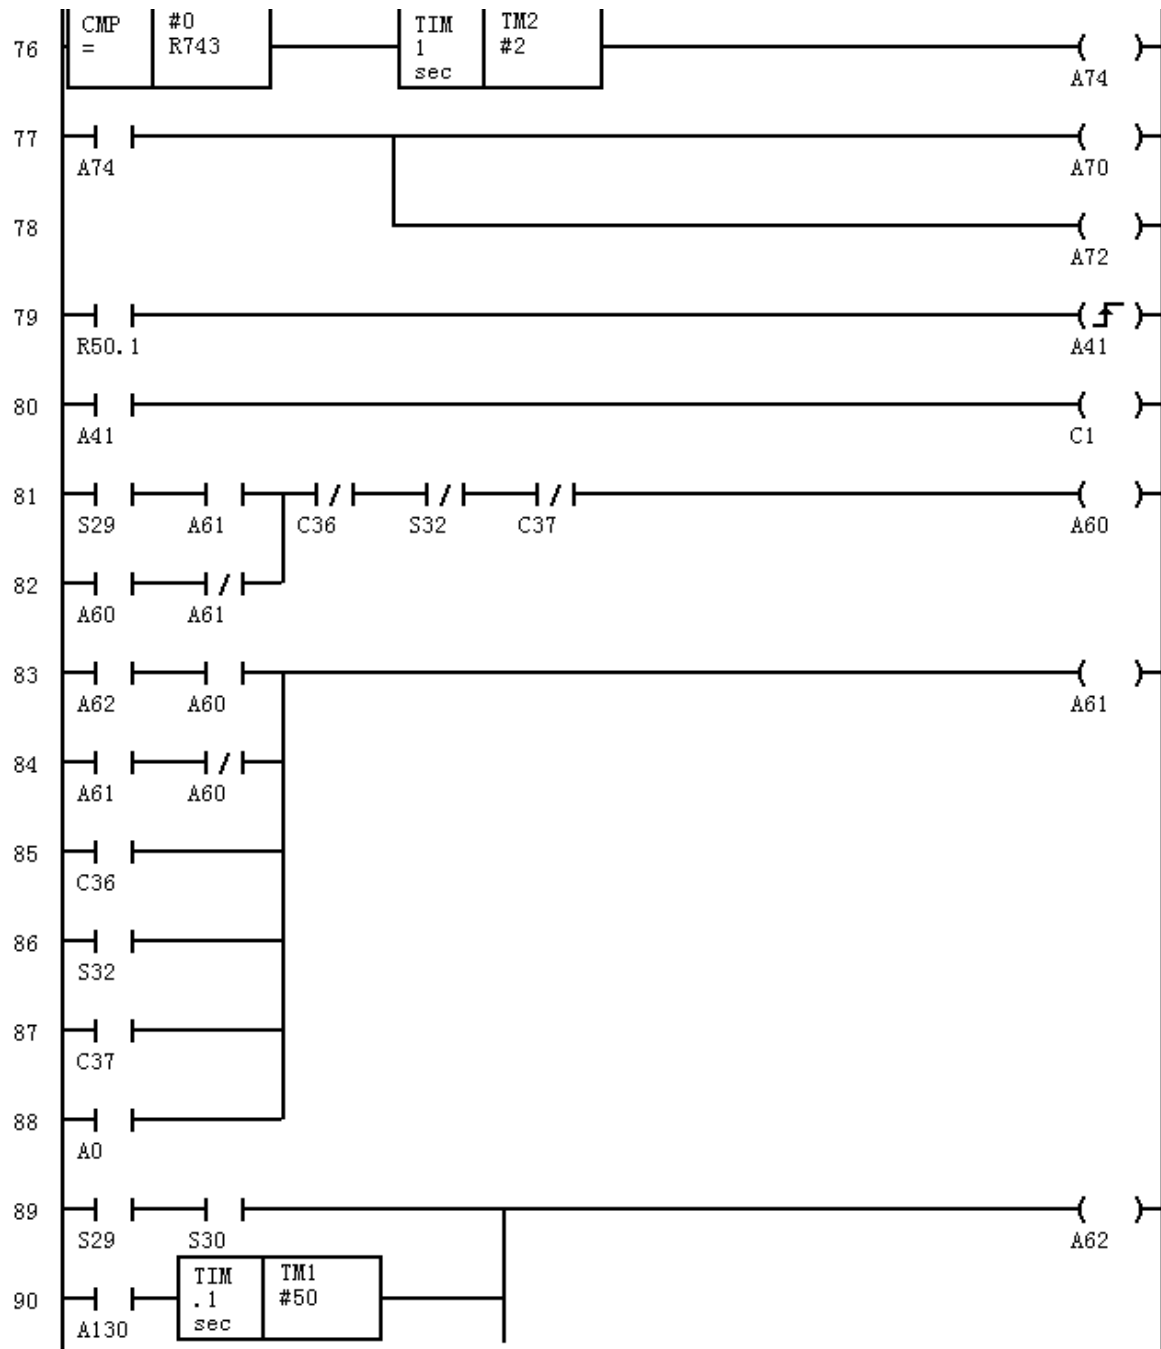 CMP #0 TIM TM2
76 = R743 1 #2
sec A74
77
A74 A70
78
A72
79
R50.1 A41
80
A41 C1
81
S29 A61 C36 S32 C37 A60
82
A60 A61
83
A62 A60 A61
84
A61 A60
85
C36
86
S32
87
C37
88
A0
89
S29 S30 A62
TIM TM1
90 .1 #50
A130 sec